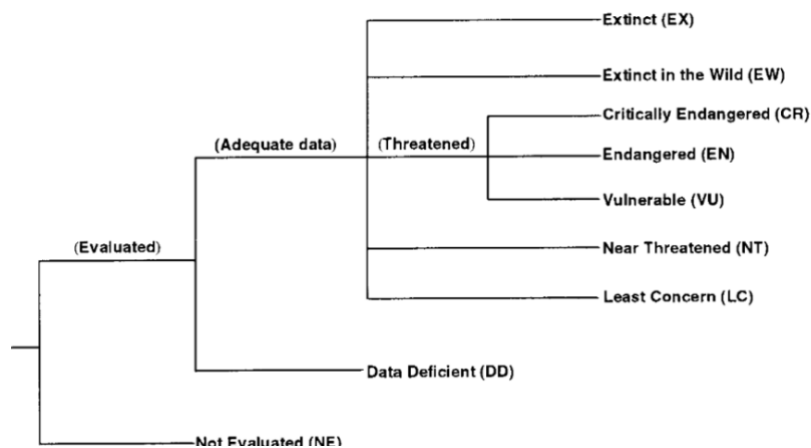 Extinct (EX)
Extinct in the Wild (EW)
Critically Endangered (CR)
(Adequate data)
(Threatened)
Endangered (EN)
Vulnerable (VU)
(Evaluated)
Near Threatened (NT)
Least Concern (LC)
Data Deficient (DD)
Not Evaluated (NE)